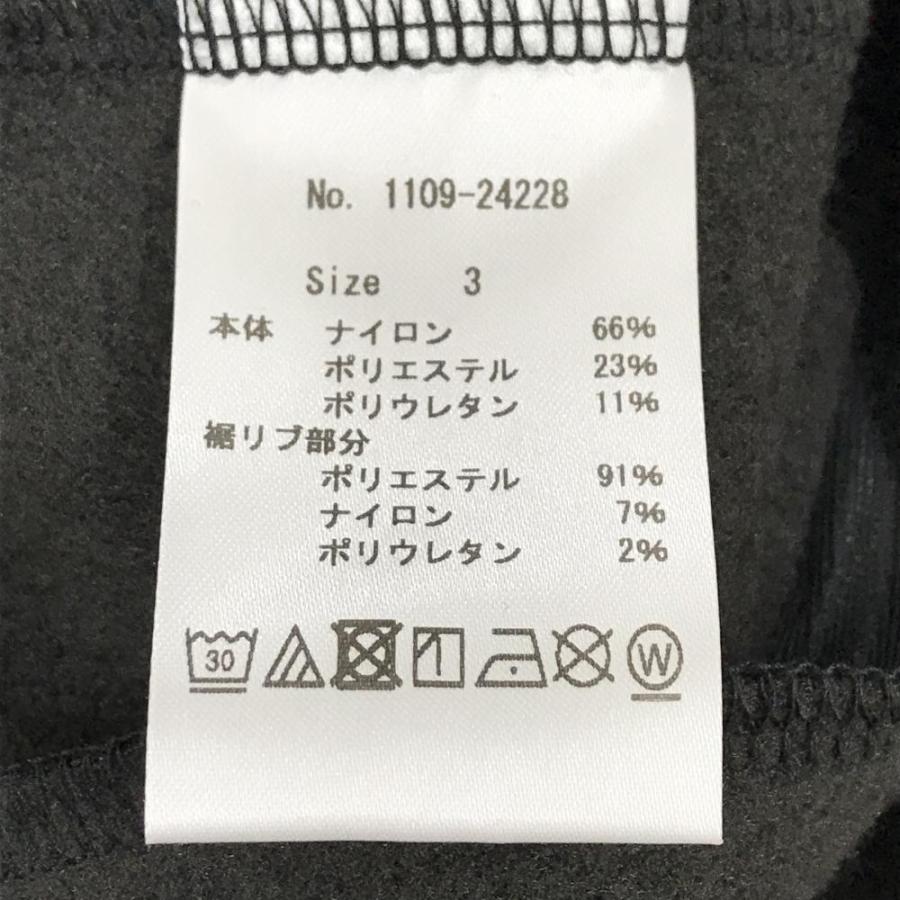 No. 1109-24228
Size 3
本体 ナイロン 66%
ポリエステル 23%
ポリウレタン 11%
裾リブ部分
ポリエステル 91%
ナイロン 7%
ポリウレタン 2%
30 W